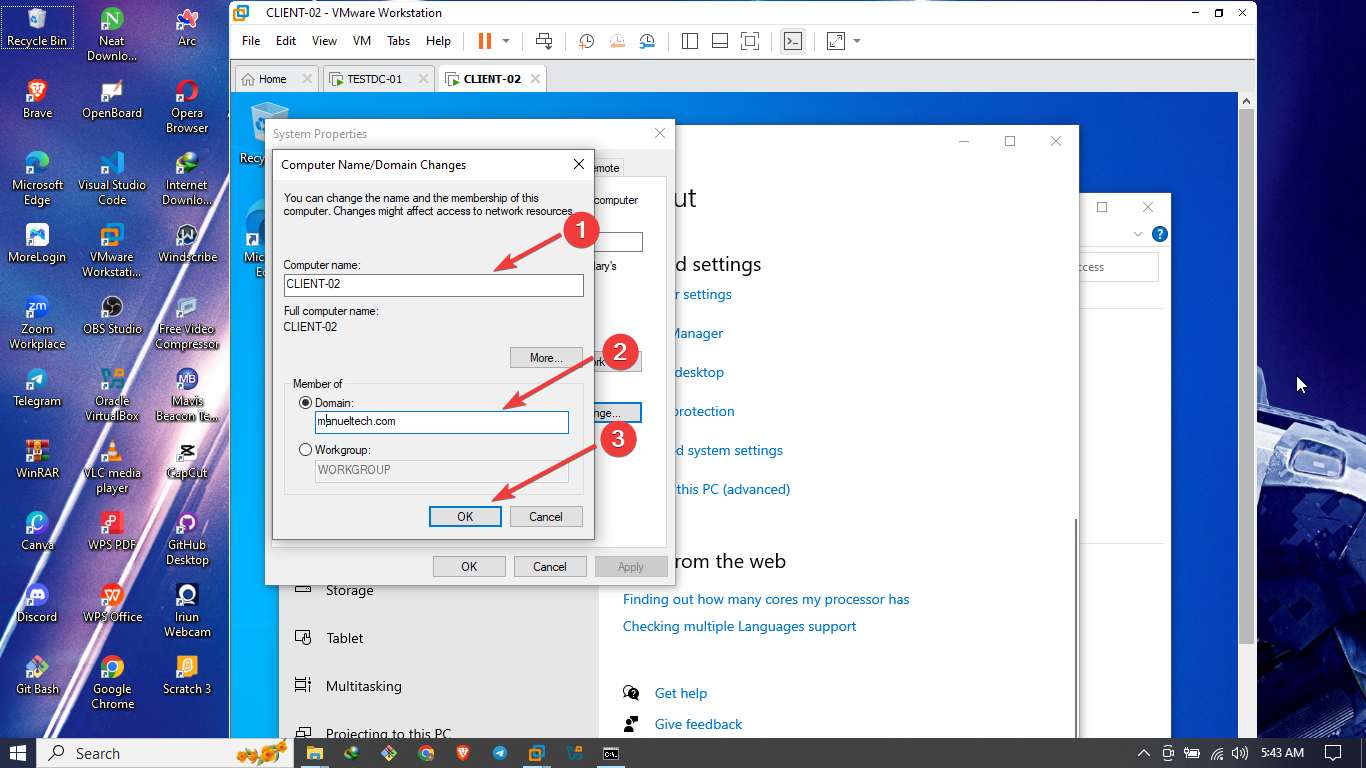 Recycle Bin
Neat
Downlo...
Arc
Brave
OpenBoard
Opera
Browser
Microsoft
Edge
Visual Studio
Code
Internet
Downlo...
MoreLogin
VMware
Workstati...
Windscribe
Zoom
Workplace
OBS Studio
Free Video
Compressor
Telegram
Oracle
VirtualBox
Mavis
Beacon Te...
WinRAR
VLC media
player
CapCut
Canva
WPS PDF
GitHub
Desktop
Discord
WPS Office
Iriun
Webcam
Git Bash
Google
Chrome
Scratch 3
CLIENT-02 - VMware Workstation
File Edit View VM Tabs Help
Home TESTDC-01 CLIENT-02
Recy
Mic
E
System Properties
emote
computer
lary's
nge...
Computer Name/Domain Changes
You can change the name and the membership of this
computer. Changes might affect access to network resources.
1
Computer name:
CLIENT-02
Full computer name:
CLIENT-02
More...
2
Member of
Domain:
manueltech.com
3
Workgroup:
WORKGROUP
OK Cancel
OK Cancel Apply
ut
d settings
r settings
Manager
desktop
protection
d system settings
this PC (advanced)
rom the web
Finding out how many cores my processor has
Checking multiple Languages support
Get help
Give feedback
ccess
Storage
Tablet
Multitasking
Projecting to this PC
Search
5:43 AM